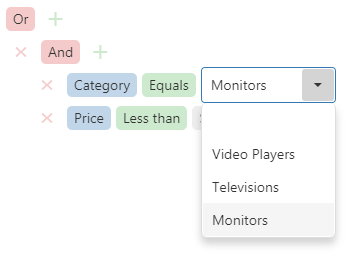 Or
And
Category Equals Monitors
Price Less than
Video Players
Televisions
Monitors